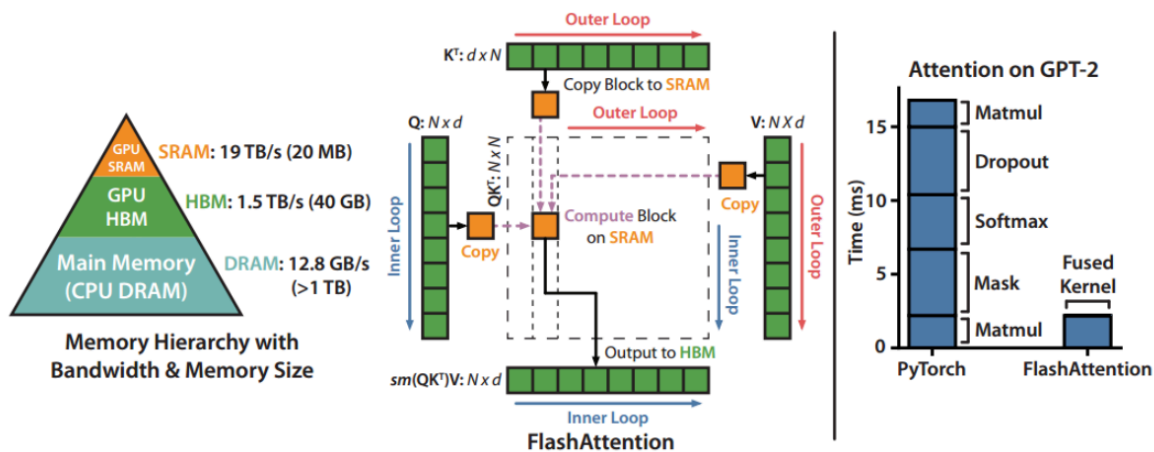 GPU
SRAM
SRAM: 19 TB/s (20 MB)
GPU
HBM
HBM: 1.5 TB/s (40 GB)
Main Memory
(CPU DRAM)
DRAM: 12.8 GB/s
(>1 TB)
Memory Hierarchy with
Bandwidth & Memory Size
Outer Loop
Kᵀ: d x N
Copy Block to SRAM
Outer Loop
Q: N x d
V: N X d
QKᵀ: N x N
Inner Loop
Copy
Compute Block
on SRAM
Copy
Inner Loop
Outer Loop
Output to HBM
sm(QKᵀ)V: N x d
Inner Loop
FlashAttention
Attention on GPT-2
Time (ms)
15
10
5
0
Matmul
Dropout
Softmax
Mask
Matmul
Fused
Kernel
PyTorch
FlashAttention